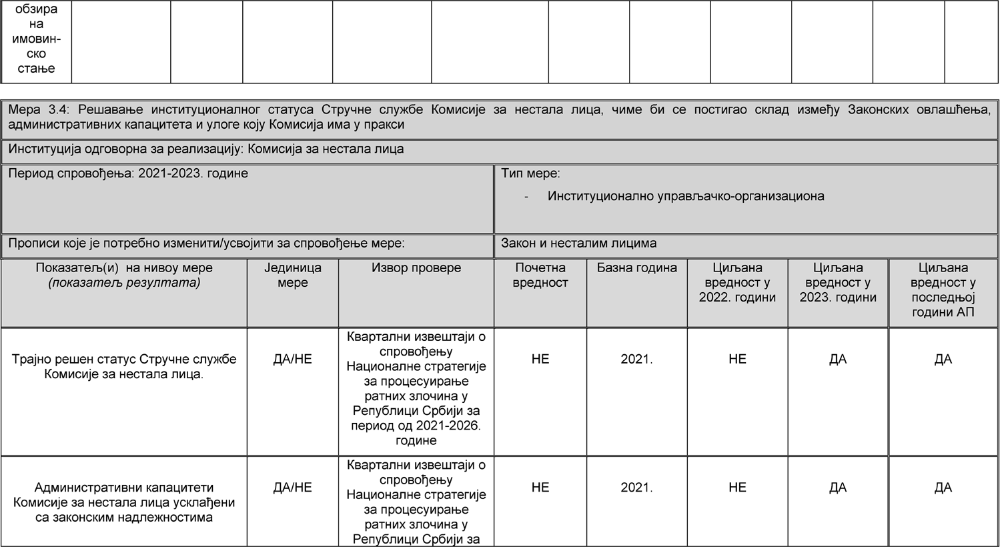 обзира
на
имовин-
ско
стање
Мера 3.4: Решавање институционалног статуса Стручне службе Комисије за нестала лица, чиме би се постигао склад између Законских овлашћења,
административних капацитета и улоге коју Комисија има у пракси
Институција одговорна за реализацију: Комисија за нестала лица
Период спровођења: 2021-2023. године
Тип мере:
- Институционално управљачко-организациона
Прописи које је потребно изменити/усвојити за спровођење мере:
Закон и несталим лицима
Показатељ(и) на нивоу мере
(показатељ резултата)
Јединица
мере
Извор провере
Почетна
вредност
Базна година
Циљана
вредност у
2022. години
Циљана
вредност у
2023. години
Циљана
вредност у
последњој
години АП
Трајно решен статус Стручне службе
Комисије за нестала лица.
ДА/НЕ
Квартални извештаји о
спровођењу
Националне стратегије
за процесуирање
ратних злочина у
Републици Србији за
период од 2021-2026.
године
НЕ
2021.
НЕ
ДА
ДА
Административни капацитети
Комисије за нестала лица усклађени
са законским надлежностима
ДА/НЕ
Квартални извештаји о
спровођењу
Националне стратегије
за процесуирање
ратних злочина у
Републици Србији за
НЕ
2021.
НЕ
ДА
ДА